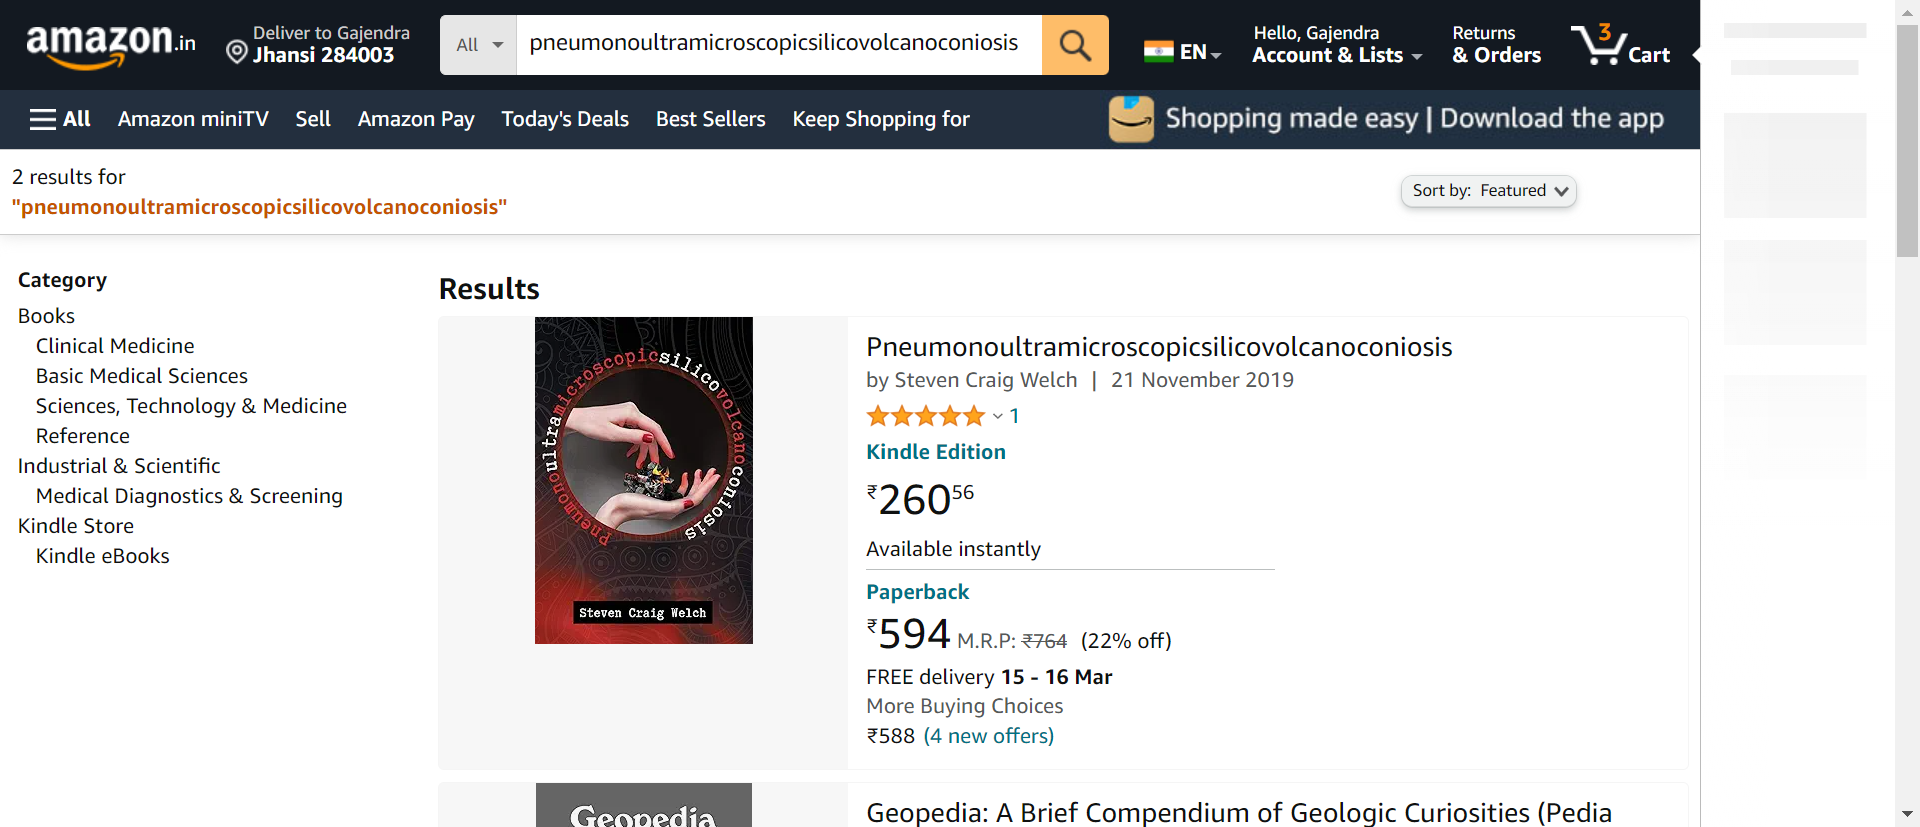 amazon.in
Deliver to Gajendra
Jhansi 284003
All
pneumonoultramicroscopicsilicovolcanoconiosis
EN
Hello, Gajendra
Account & Lists
Returns
& Orders
3
Cart
All
Amazon miniTV
Sell
Amazon Pay
Today's Deals
Best Sellers
Keep Shopping for
Shopping made easy | Download the app
2 results for
"pneumonoultramicroscopicsilicovolcanoconiosis"
Sort by: Featured
Category
Books
Clinical Medicine
Basic Medical Sciences
Sciences, Technology & Medicine
Reference
Industrial & Scientific
Medical Diagnostics & Screening
Kindle Store
Kindle eBooks
Results
pneumonoultramicroscopicsilicovolcanoconiosis
Steven Craig Welch
Pneumonoultramicroscopicsilicovolcanoconiosis
by Steven Craig Welch | 21 November 2019
1
Kindle Edition
₹26056
Available instantly
Paperback
₹594 M.R.P: ₹764 (22% off)
FREE delivery 15 - 16 Mar
More Buying Choices
₹588 (4 new offers)
Geopedia
Geopedia: A Brief Compendium of Geologic Curiosities (Pedia